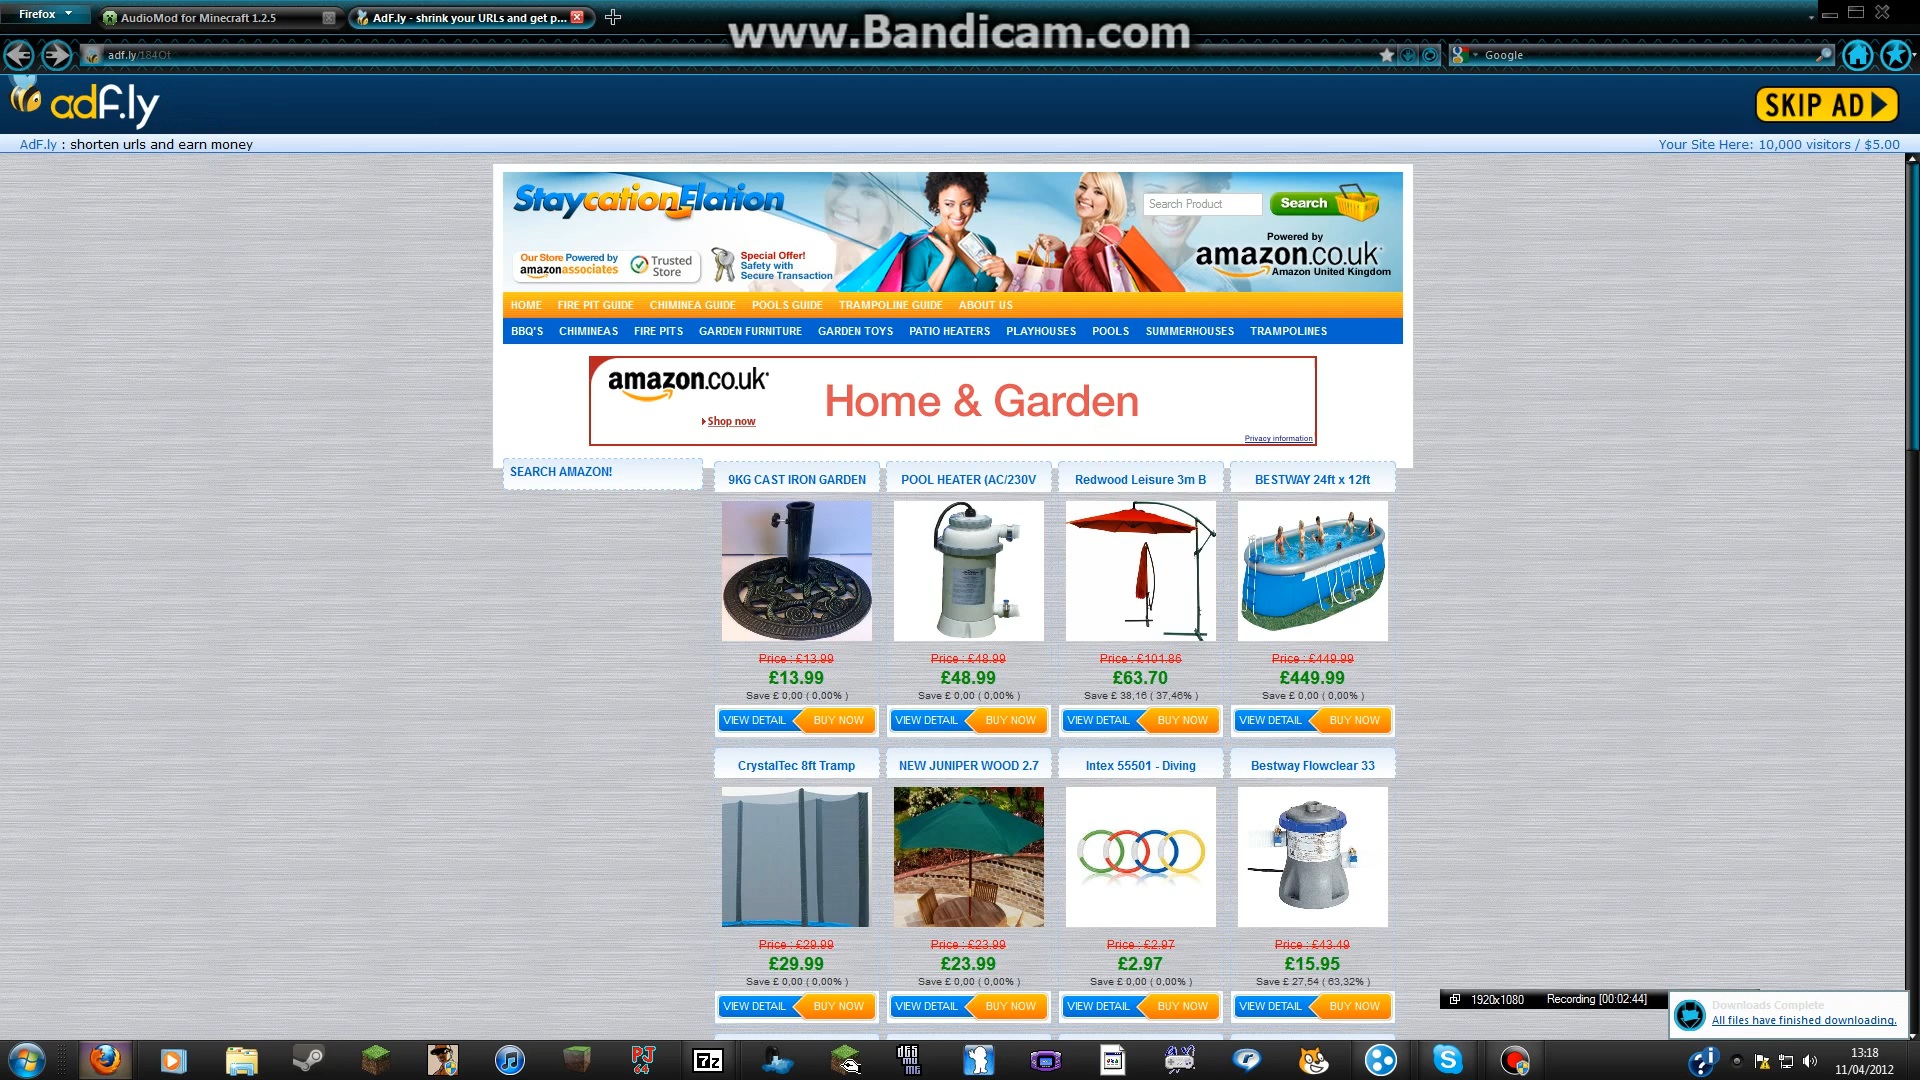 Firefox
AudioMod for Minecraft 1.2.5
AdF.ly - shrink your URLs and get p...
www.Bandicam.com
adf.ly/184Ot
Google
adf.ly
SKIP AD
AdF.ly : shorten urls and earn money
Your Site Here: 10,000 visitors / $5.00
StaycationElation
Search Product
Search
Powered by
amazon.co.uk
Amazon United Kingdom
Our Store Powered by
amazonassociates
Trusted
Store
Special Offer!
Safety with
Secure Transaction
HOME FIRE PIT GUIDE CHIMINEA GUIDE POOLS GUIDE TRAMPOLINE GUIDE ABOUT US
BBQ'S CHIMINEAS FIRE PITS GARDEN FURNITURE GARDEN TOYS PATIO HEATERS PLAYHOUSES POOLS SUMMERHOUSES TRAMPOLINES
amazon.co.uk
Home & Garden
Shop now
Privacy information
SEARCH AMAZON!
9KG CAST IRON GARDEN POOL HEATER (AC/230V Redwood Leisure 3m B BESTWAY 24ft x 12ft
Price : £13.99 Price : £48.99 Price : £101.86 Price : £449.99
£13.99 £48.99 £63.70 £449.99
Save £ 0,00 ( 0,00% ) Save £ 0,00 ( 0,00% ) Save £ 38,16 ( 37,46% ) Save £ 0,00 ( 0,00% )
VIEW DETAIL BUY NOW VIEW DETAIL BUY NOW VIEW DETAIL BUY NOW VIEW DETAIL BUY NOW
CrystalTec 8ft Tramp NEW JUNIPER WOOD 2.7 Intex 55501 - Diving Bestway Flowclear 33
Price : £29.99 Price : £23.99 Price : £2.97 Price : £43.49
£29.99 £23.99 £2.97 £15.95
Save £ 0,00 ( 0,00% ) Save £ 0,00 ( 0,00% ) Save £ 0,00 ( 0,00% ) Save £ 27,54 ( 63,32% )
VIEW DETAIL BUY NOW VIEW DETAIL BUY NOW VIEW DETAIL BUY NOW VIEW DETAIL BUY NOW
1920x1080 Recording [00:02:44]
Downloads Complete
All files have finished downloading.
PJ
64
7z
13:18
11/04/2012